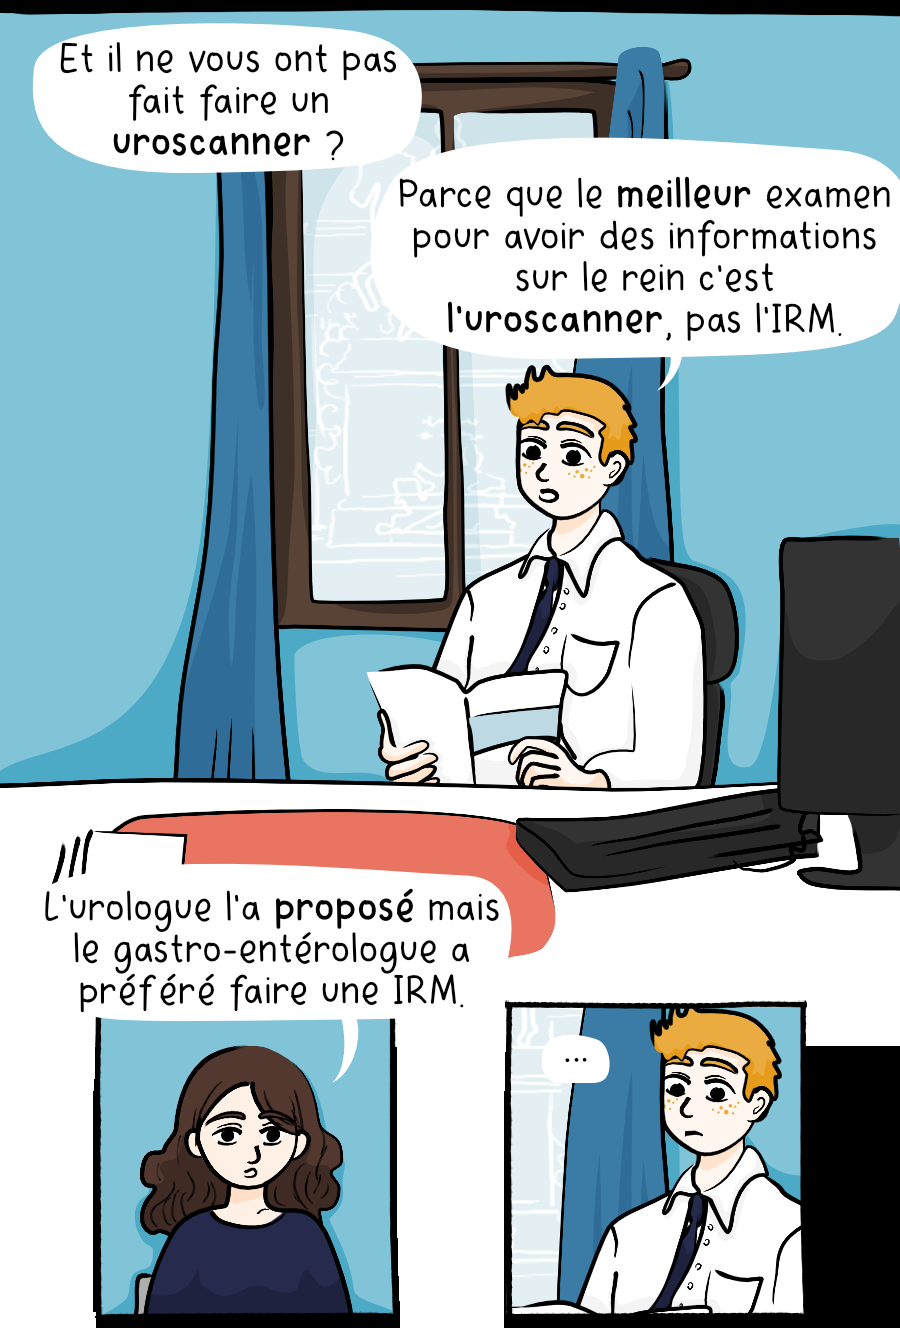 Et il ne vous ont pas
fait faire un
uroscanner ?
Parce que le meilleur examen
pour avoir des informations
sur le rein c'est
l'uroscanner, pas l'IRM.
L'urologue l'a proposé mais
le gastro-entérologue a
préféré faire une IRM.
...